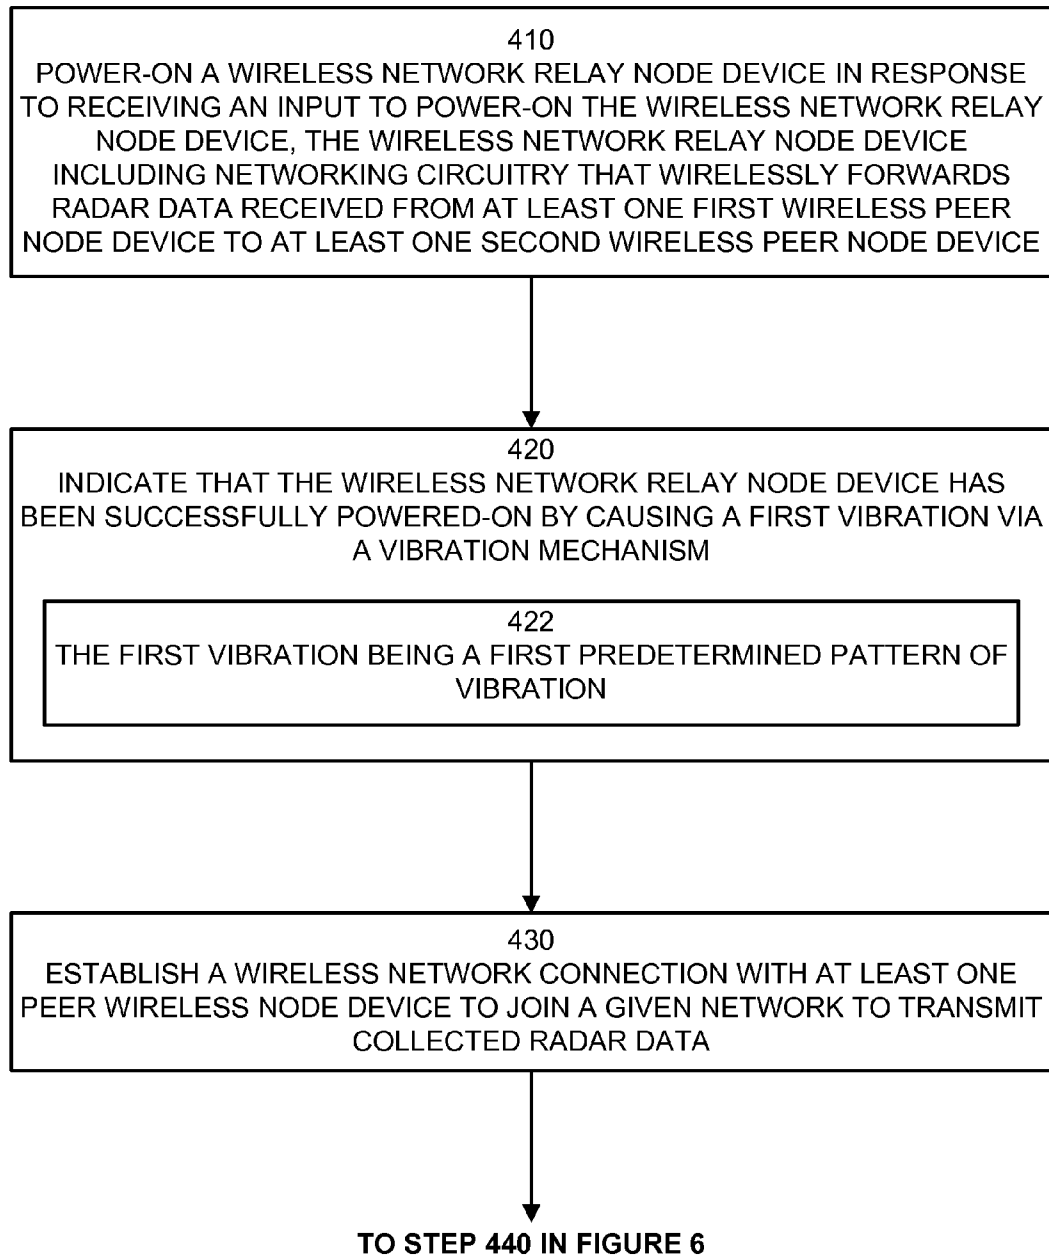 410
POWER-ON A WIRELESS NETWORK RELAY NODE DEVICE IN RESPONSE
TO RECEIVING AN INPUT TO POWER-ON THE WIRELESS NETWORK RELAY
NODE DEVICE, THE WIRELESS NETWORK RELAY NODE DEVICE
INCLUDING NETWORKING CIRCUITRY THAT WIRELESSLY FORWARDS
RADAR DATA RECEIVED FROM AT LEAST ONE FIRST WIRELESS PEER
NODE DEVICE TO AT LEAST ONE SECOND WIRELESS PEER NODE DEVICE
420
INDICATE THAT THE WIRELESS NETWORK RELAY NODE DEVICE HAS
BEEN SUCCESSFULLY POWERED-ON BY CAUSING A FIRST VIBRATION VIA
A VIBRATION MECHANISM
422
THE FIRST VIBRATION BEING A FIRST PREDETERMINED PATTERN OF
VIBRATION
430
ESTABLISH A WIRELESS NETWORK CONNECTION WITH AT LEAST ONE
PEER WIRELESS NODE DEVICE TO JOIN A GIVEN NETWORK TO TRANSMIT
COLLECTED RADAR DATA
TO STEP 440 IN FIGURE 6